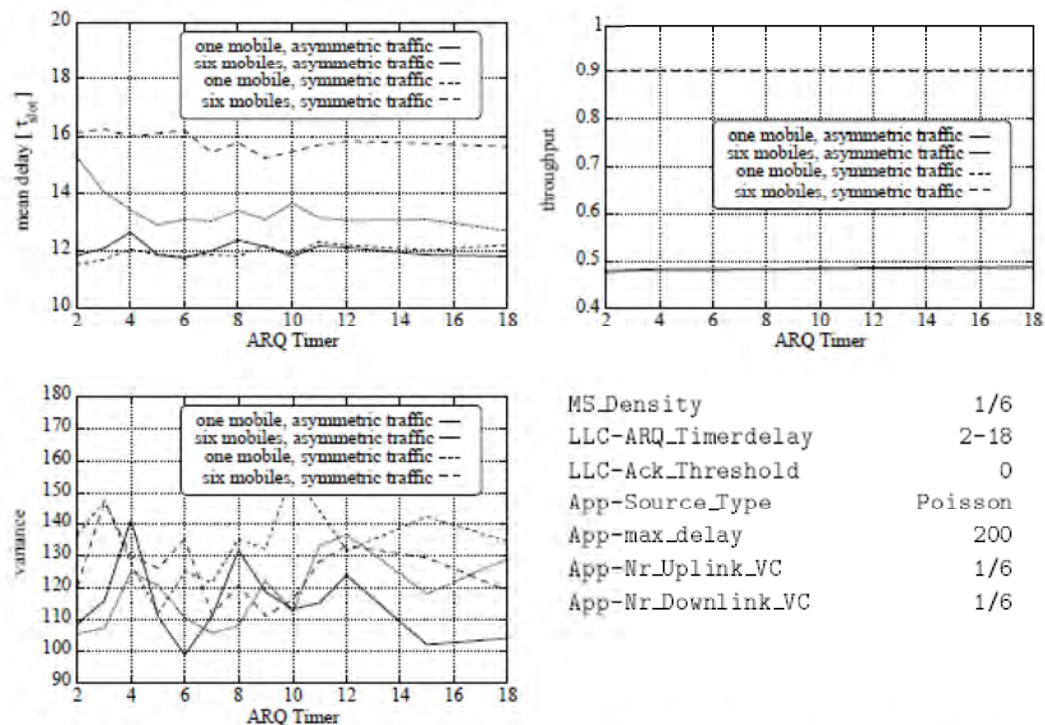 20
18
16
14
12
10
mean delay [ τslot ]
one mobile, asymmetric traffic
six mobiles, asymmetric traffic
one mobile, symmetric traffic
six mobiles, symmetric traffic
2 4 6 8 10 12 14 16 18
ARQ Timer
1
0.9
0.8
0.7
0.6
0.5
0.4
throughput
one mobile, asymmetric traffic
six mobiles, asymmetric traffic
one mobile, symmetric traffic
six mobiles, symmetric traffic
2 4 6 8 10 12 14 16 18
ARQ Timer
180
170
160
150
140
130
120
110
100
90
variance
one mobile, asymmetric traffic
six mobiles, asymmetric traffic
one mobile, symmetric traffic
six mobiles, symmetric traffic
2 4 6 8 10 12 14 16 18
ARQ Timer
MS_Density 1/6
LLC-ARQ_Timerdelay 2-18
LLC-Ack_Threshold 0
App-Source_Type Poisson
App-max_delay 200
App-Nr_Uplink_VC 1/6
App-Nr_Downlink_VC 1/6